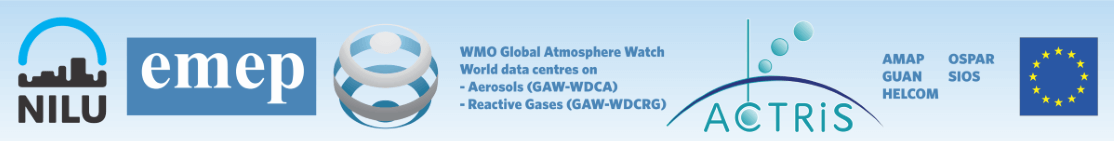 NILU
emep
WMO Global Atmosphere Watch
World data centres on
- Aerosols (GAW-WDCA)
- Reactive Gases (GAW-WDCRG)
ACTRiS
AMAP OSPAR
GUAN SIOS
HELCOM